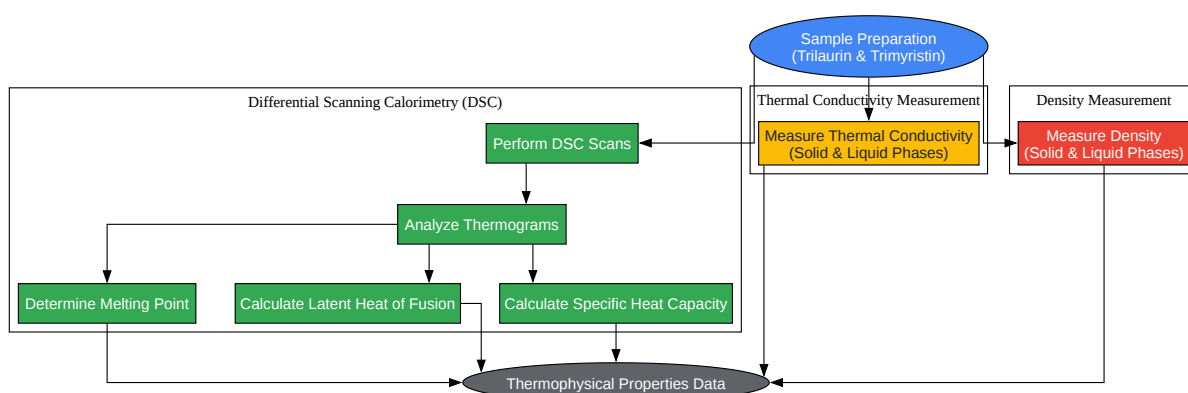 Sample Preparation
(Trilaurin & Trimyristin)
Differential Scanning Calorimetry (DSC)
Thermal Conductivity Measurement
Density Measurement
Perform DSC Scans
Measure Thermal Conductivity
(Solid & Liquid Phases)
Measure Density
(Solid & Liquid Phases)
Analyze Thermograms
Determine Melting Point
Calculate Latent Heat of Fusion
Calculate Specific Heat Capacity
Thermophysical Properties Data